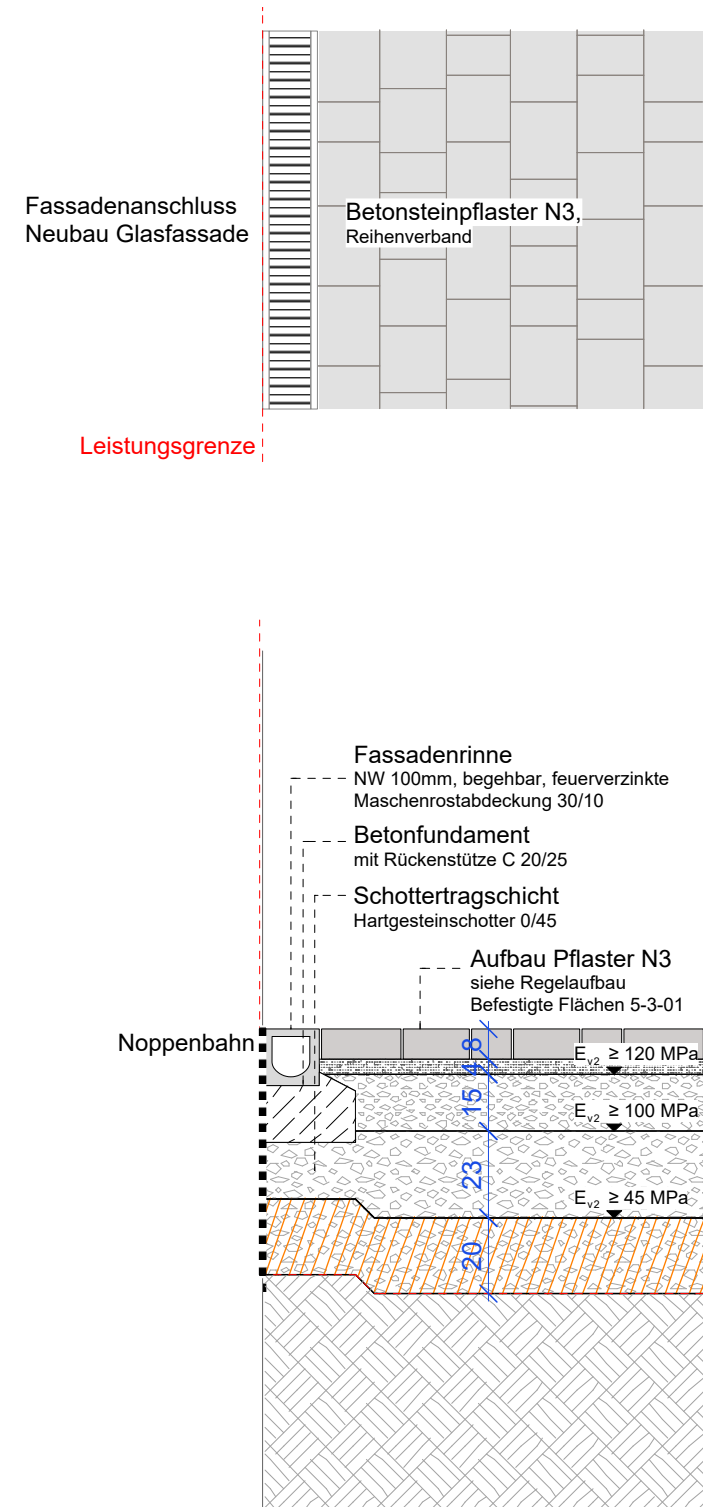 Fassadenanschluss
Neubau Glasfassade
Betonsteinpflaster N3,
Reihenverband
Leistungsgrenze
Fassadenrinne
NW 100mm, begehbar, feuerverzinkte
Maschenrostabdeckung 30/10
Betonfundament
mit Rückenstütze C 20/25
Schottertragschicht
Hartgesteinschotter 0/45
Aufbau Pflaster N3
siehe Regelaufbau
Befestigte Flächen 5-3-01
Noppenbahn
8
4
Ev2 ≥ 120 MPa
15
Ev2 ≥ 100 MPa
23
Ev2 ≥ 45 MPa
20